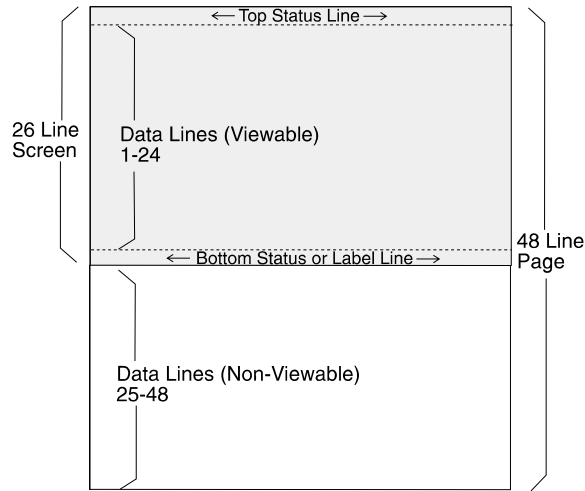 Top Status Line
26 Line
Screen
Data Lines (Viewable)
1-24
48 Line
Page
Bottom Status or Label Line
Data Lines (Non-Viewable)
25-48